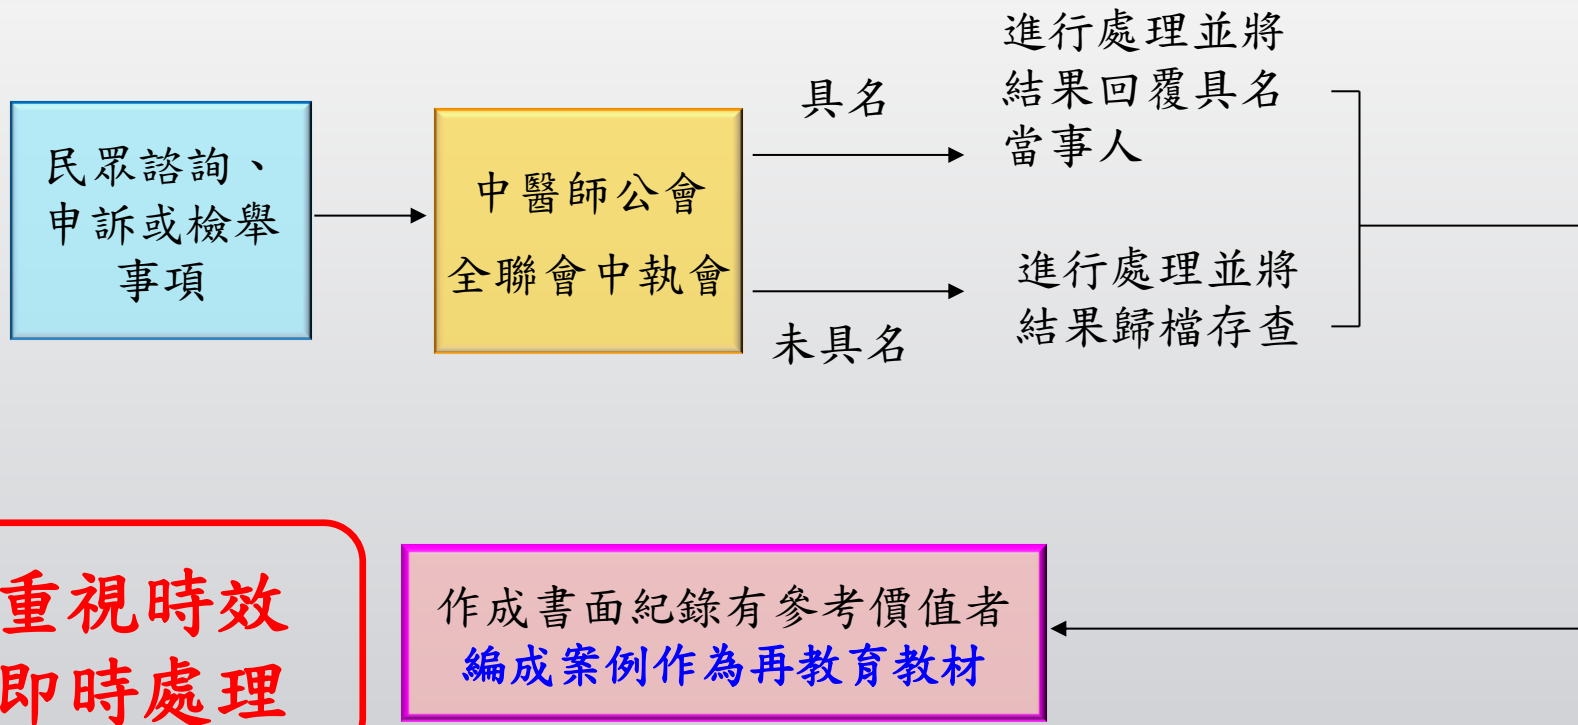 民眾諮詢、
申訴或檢舉
事項
中醫師公會
全聯會中執會
具名
進行處理並將
結果回覆具名
當事人
未具名
進行處理並將
結果歸檔存查
重視時效
即時處理
作成書面紀錄有參考價值者
編成案例作為再教育教材